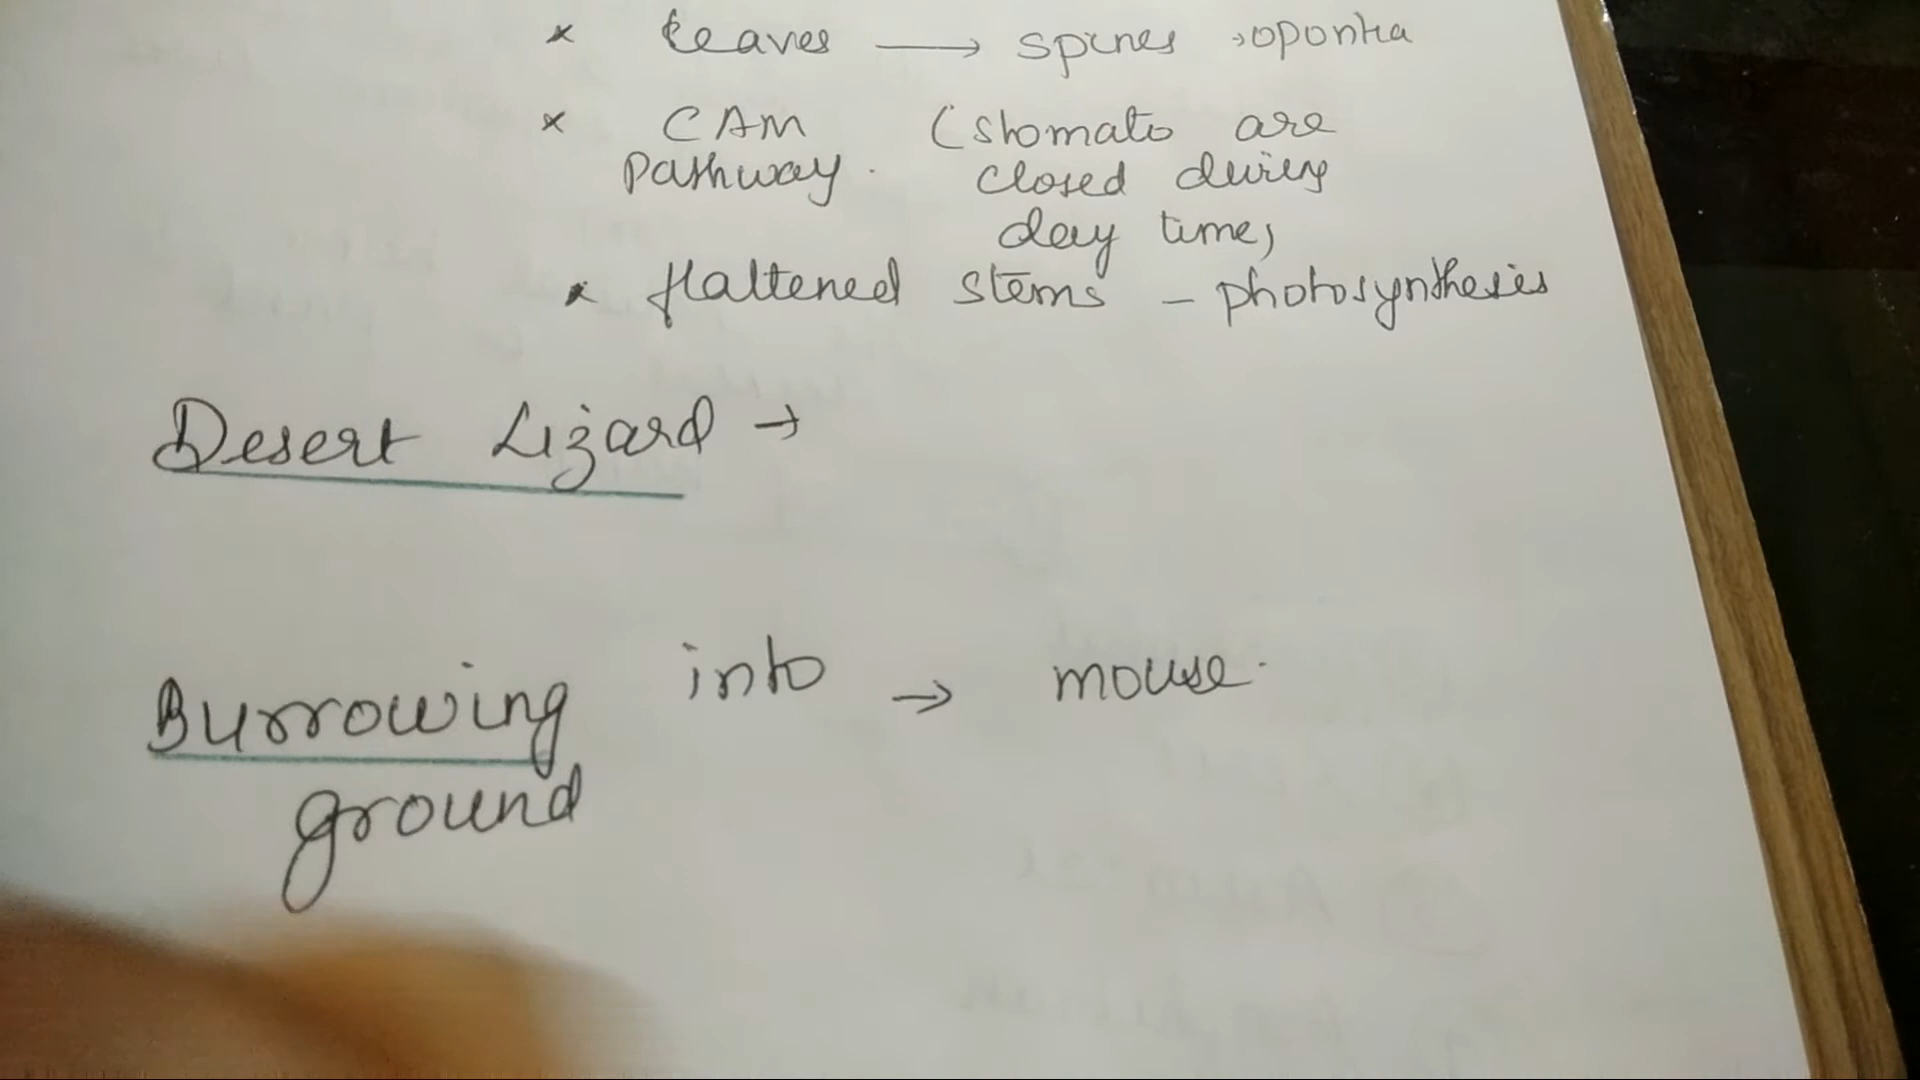 × leaves → spines → oponta
× CAM (stomato are
Pathway. closed during
day time)
× flattened stems - photosynthesis
Desert Lizard →
Burrowing into → mouse.
ground